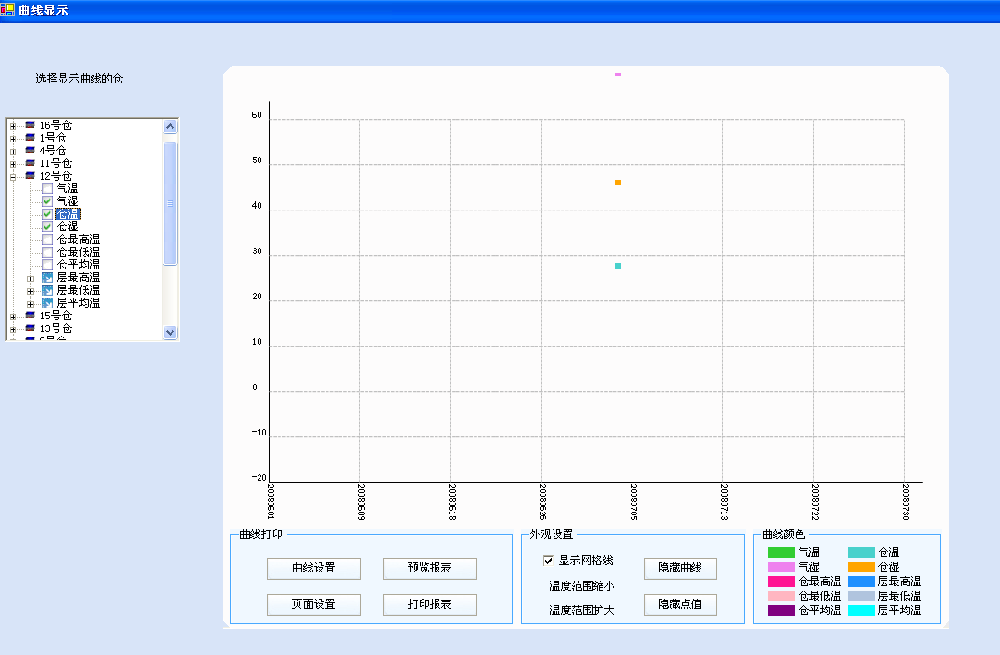 曲线显示
选择显示曲线的仓
16号仓
1号仓
4号仓
11号仓
12号仓
气温
气湿
仓温
仓湿
仓最高温
仓最低温
仓平均温
层最高温
层最低温
层平均温
15号仓
13号仓
60
50
40
30
20
10
0
-10
-20
20080601
20080609
20080618
20080626
20080705
20080713
20080722
20080730
曲线打印
曲线设置 预览报表
页面设置 打印报表
外观设置
显示网格线 隐藏曲线
温度范围缩小
温度范围扩大 隐藏点值
曲线颜色
气温 仓温
气湿 仓湿
仓最高温 层最高温
仓最低温 层最低温
仓平均温 层平均温